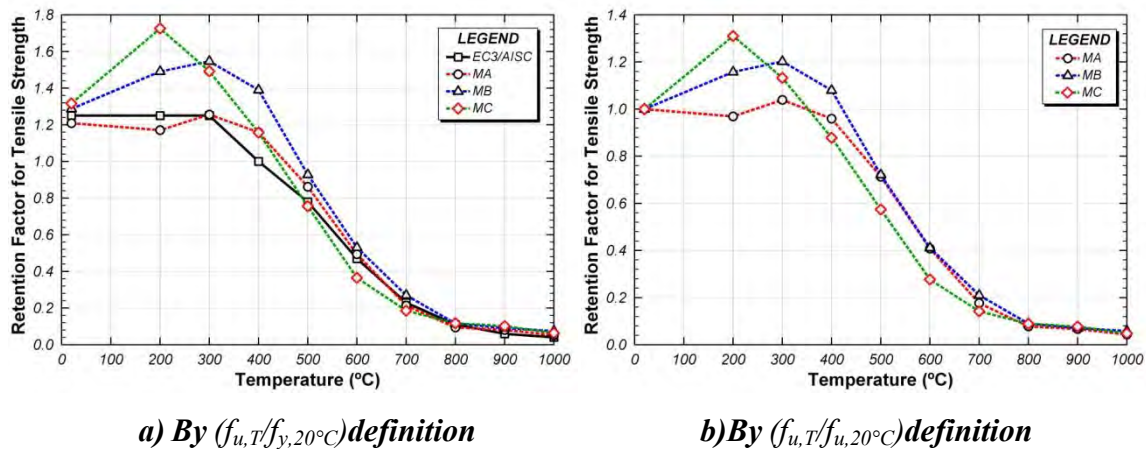 Retention Factor for Tensile Strength
1.8
1.6
1.4
1.2
1.0
0.8
0.6
0.4
0.2
0.0
0 100 200 300 400 500 600 700 800 900 1000
Temperature (ºC)
LEGEND
EC3/AISC
MA
MB
MC
a) By (fu,T/fy,20°C)definition
Retention Factor for Tensile Strength
1.4
1.2
1.0
0.8
0.6
0.4
0.2
0.0
0 100 200 300 400 500 600 700 800 900 1000
Temperature (ºC)
LEGEND
MA
MB
MC
b)By (fu,T/fu,20°C)definition